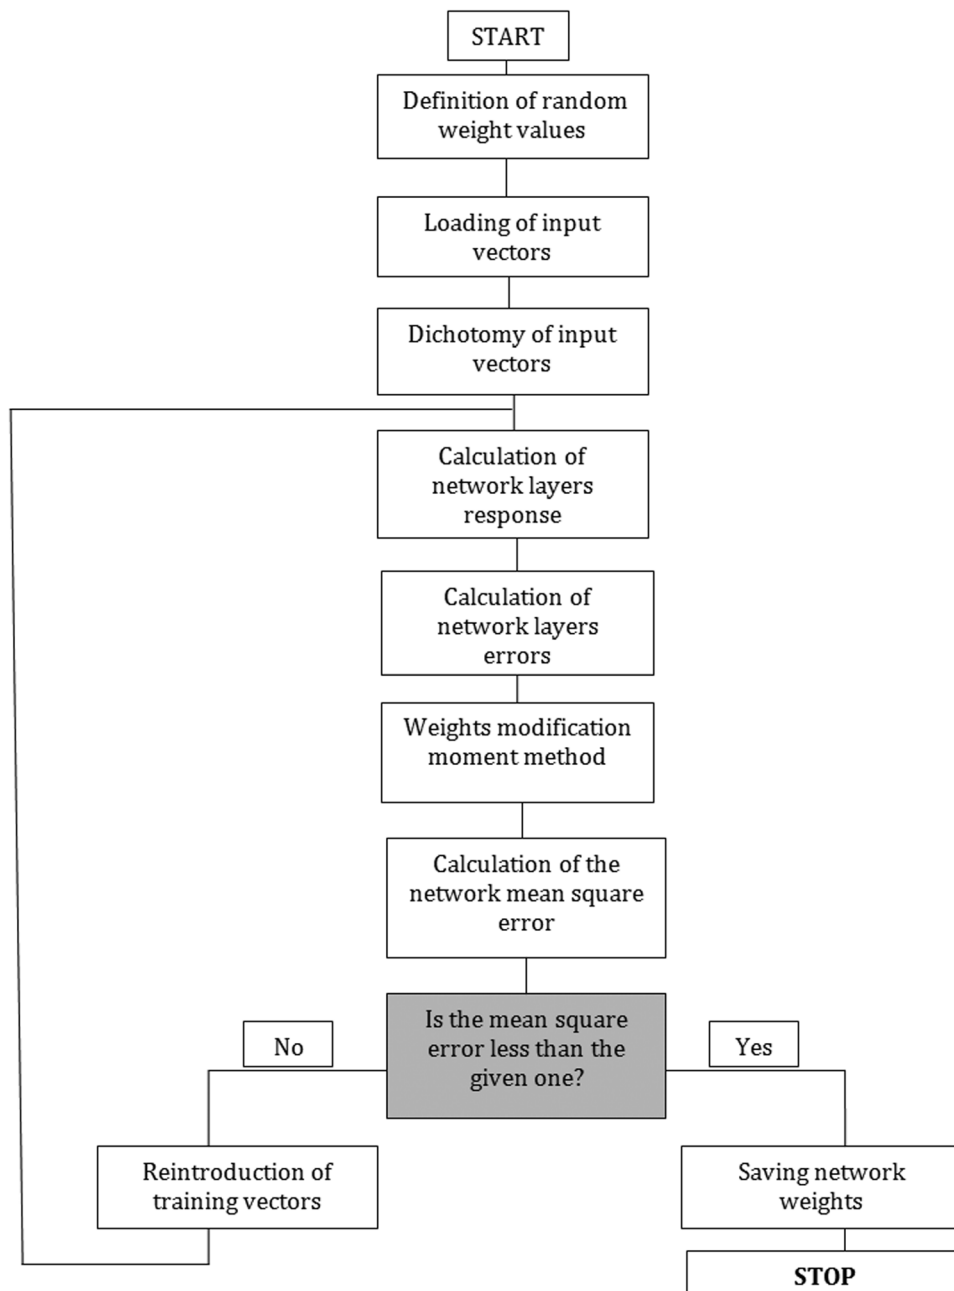 START
Definition of random
weight values
Loading of input
vectors
Dichotomy of input
vectors
Calculation of
network layers
response
Calculation of
network layers
errors
Weights modification
moment method
Calculation of the
network mean square
error
Is the mean square
error less than the
given one?
No
Yes
Reintroduction of
training vectors
Saving network
weights
STOP